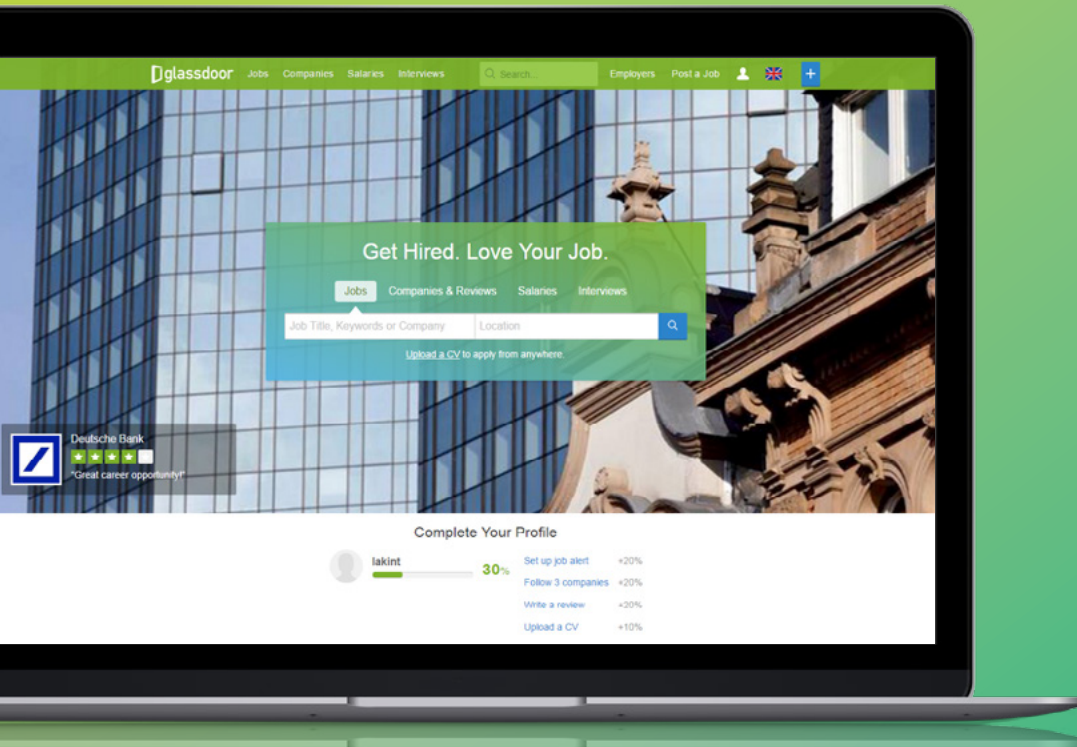 glassdoor Jobs Companies Salaries Interviews Search... Employers Post a Job +
Get Hired. Love Your Job.
Jobs Companies & Reviews Salaries Interviews
Job Title, Keywords or Company Location
Upload a CV to apply from anywhere.
Deutsche Bank
"Great career opportunity!"
Complete Your Profile
lakint 30% Set up job alert +20%
Follow 3 companies +20%
Write a review +20%
Upload a CV +10%